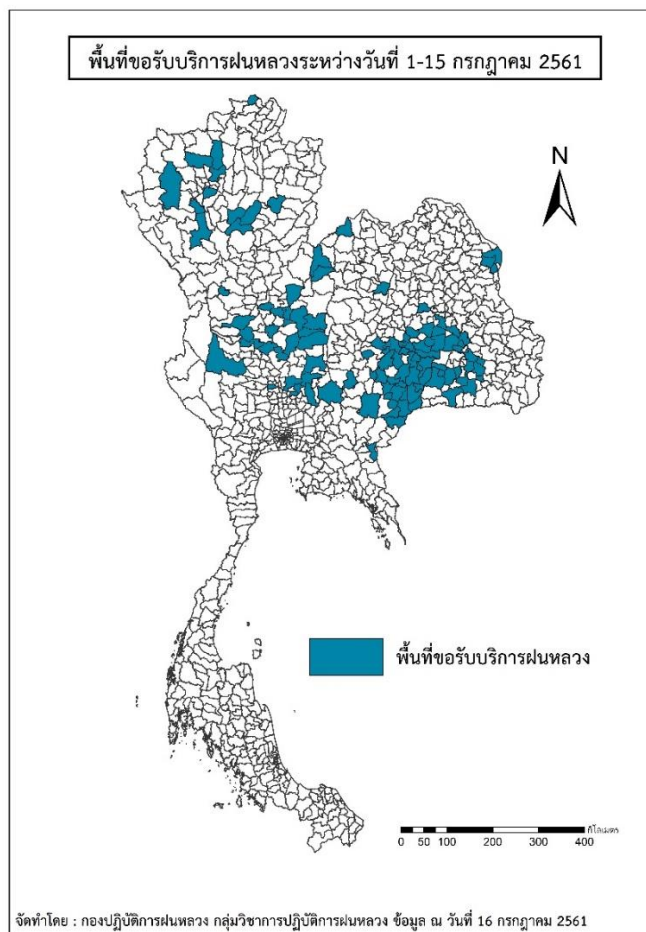 พื้นที่ขอรับบริการฝนหลวงระหว่างวันที่ 1-15 กรกฎาคม 2561
N
พื้นที่ขอรับบริการฝนหลวง
กิโลเมตร
0 50 100 200 300 400
จัดทำโดย : กองปฏิบัติการฝนหลวง กลุ่มวิชาการปฏิบัติการฝนหลวง ข้อมูล ณ วันที่ 16 กรกฎาคม 2561